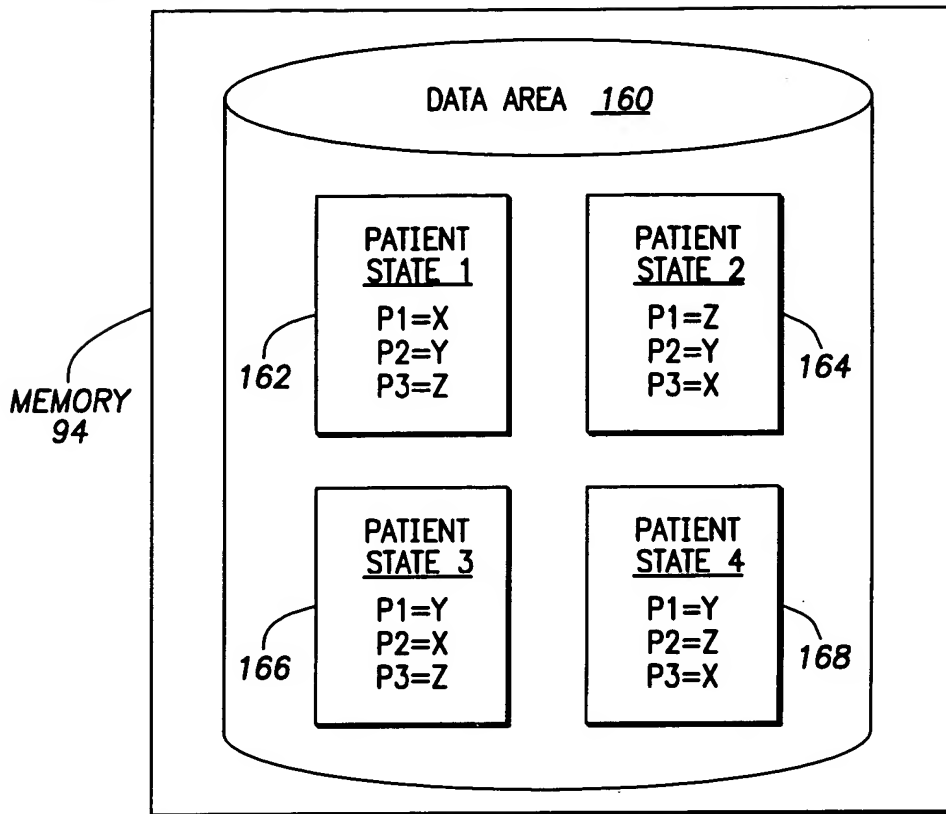 DATA AREA 160
PATIENT
STATE 1
P1=X
P2=Y
P3=Z
162
PATIENT
STATE 2
P1=Z
P2=Y
P3=X
164
MEMORY
94
PATIENT
STATE 3
P1=Y
P2=X
P3=Z
166
PATIENT
STATE 4
P1=Y
P2=Z
P3=X
168